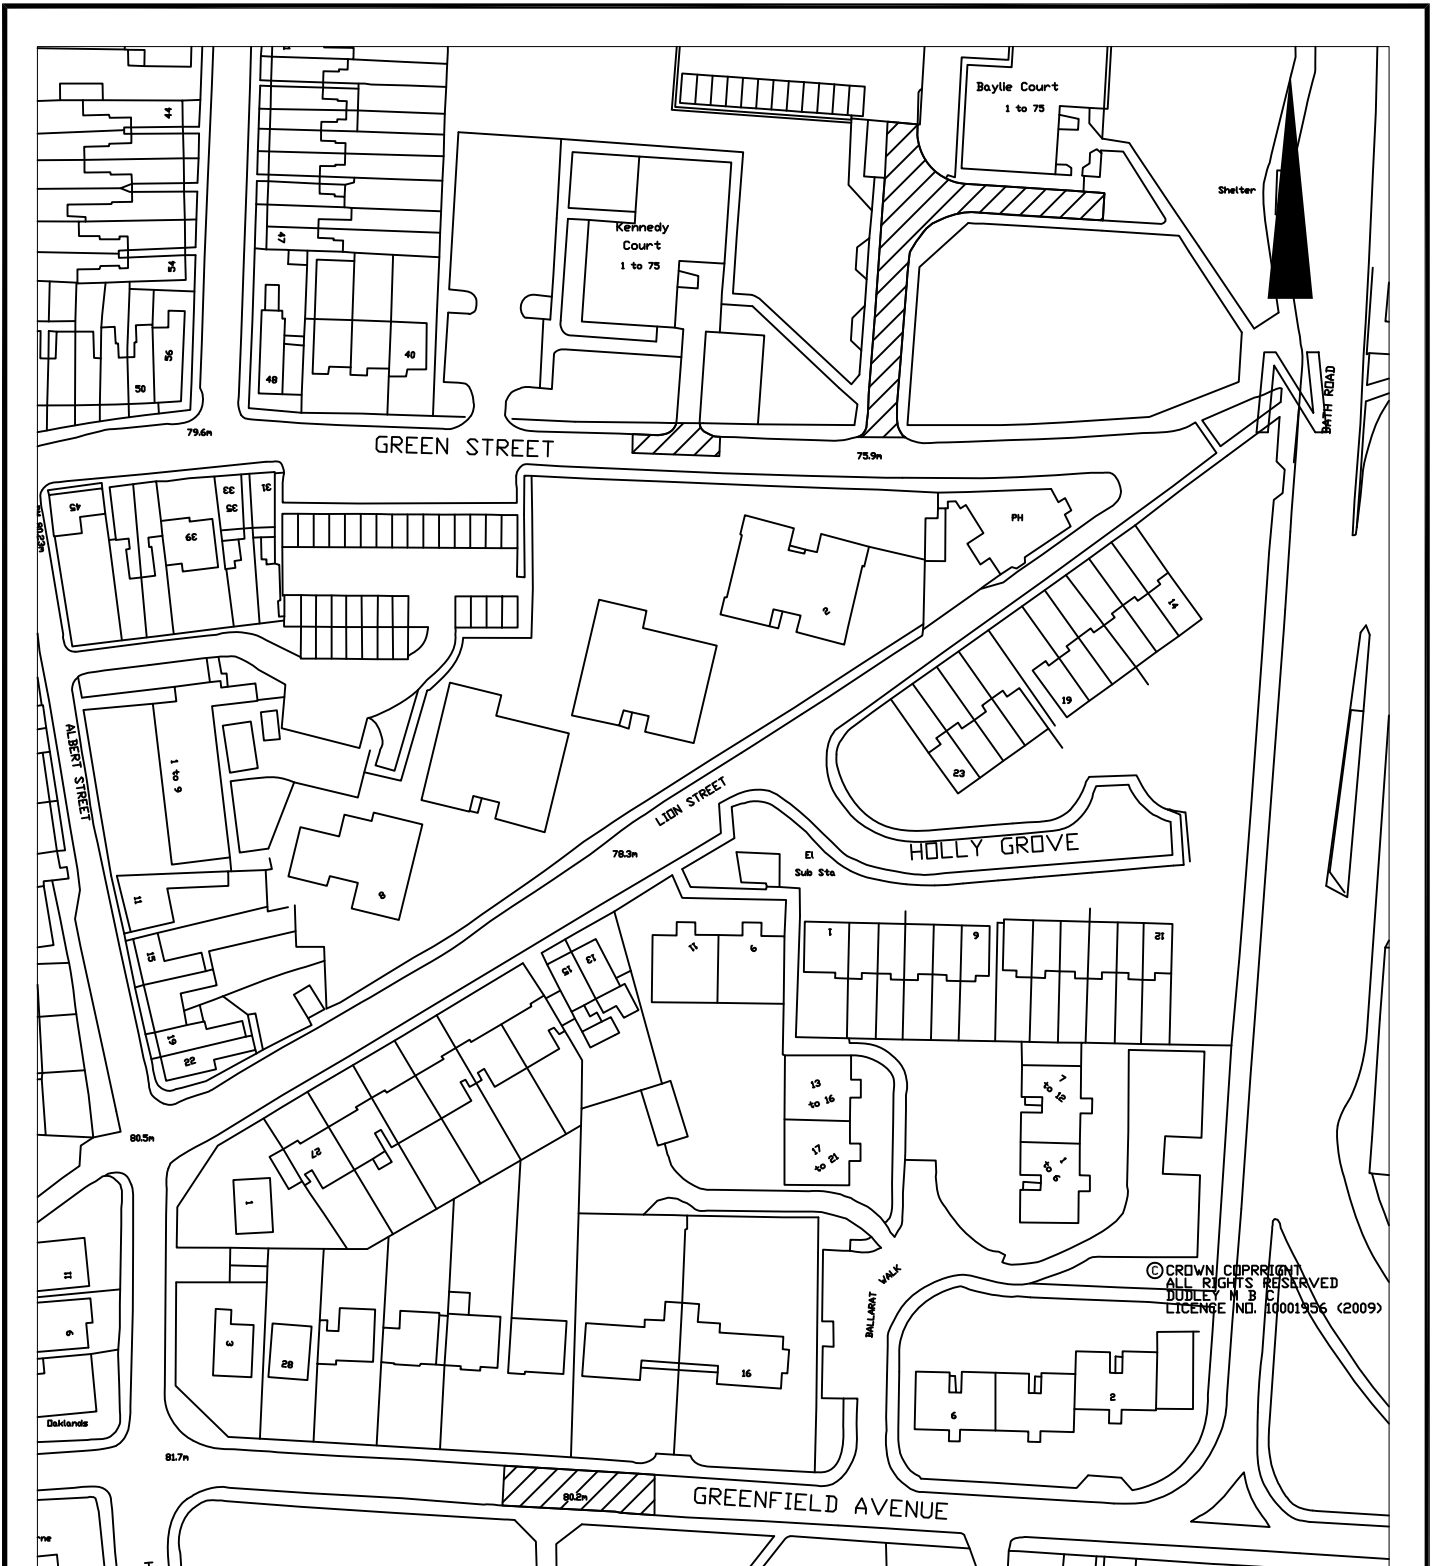 44
Baylie Court
1 to 75
Shelter
47
Kennedy
Court
1 to 75
54
56
50
48
40
BATH ROAD
79.6m
GREEN STREET
75.9m
45
33
35
31
39
PH
2
14
19
23
ALBERT STREET
1 to 9
LION STREET
78.3m
HOLLY GROVE
El
Sub Sta
8
11
15
19
22
15
13
11
9
1
6
12
80.5m
13
to 16
17
to 21
7
to 12
1
to 6
27
1
11
9
3
28
16
BALLARAT WALK
©CROWN COPRRIGHT
ALL RIGHTS RESERVED
DUDLEY M B C
LICENCE NO. 10001956 (2009)
6
2
Oaklands
81.7m
80.2m
GREENFIELD AVENUE